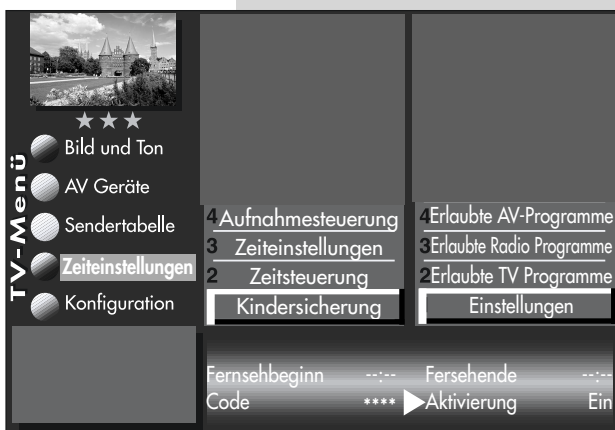 TV-Menü
Bild und Ton
AV Geräte
Sendertabelle
Zeiteinstellungen
Konfiguration
4 Aufnahmesteuerung
3 Zeiteinstellungen
2 Zeitsteuerung
Kindersicherung
4 Erlaubte AV-Programme
3 Erlaubte Radio Programme
2 Erlaubte TV Programme
Einstellungen
Fernsehbeginn --:-- Fersehende --:--
Code **** Aktivierung Ein